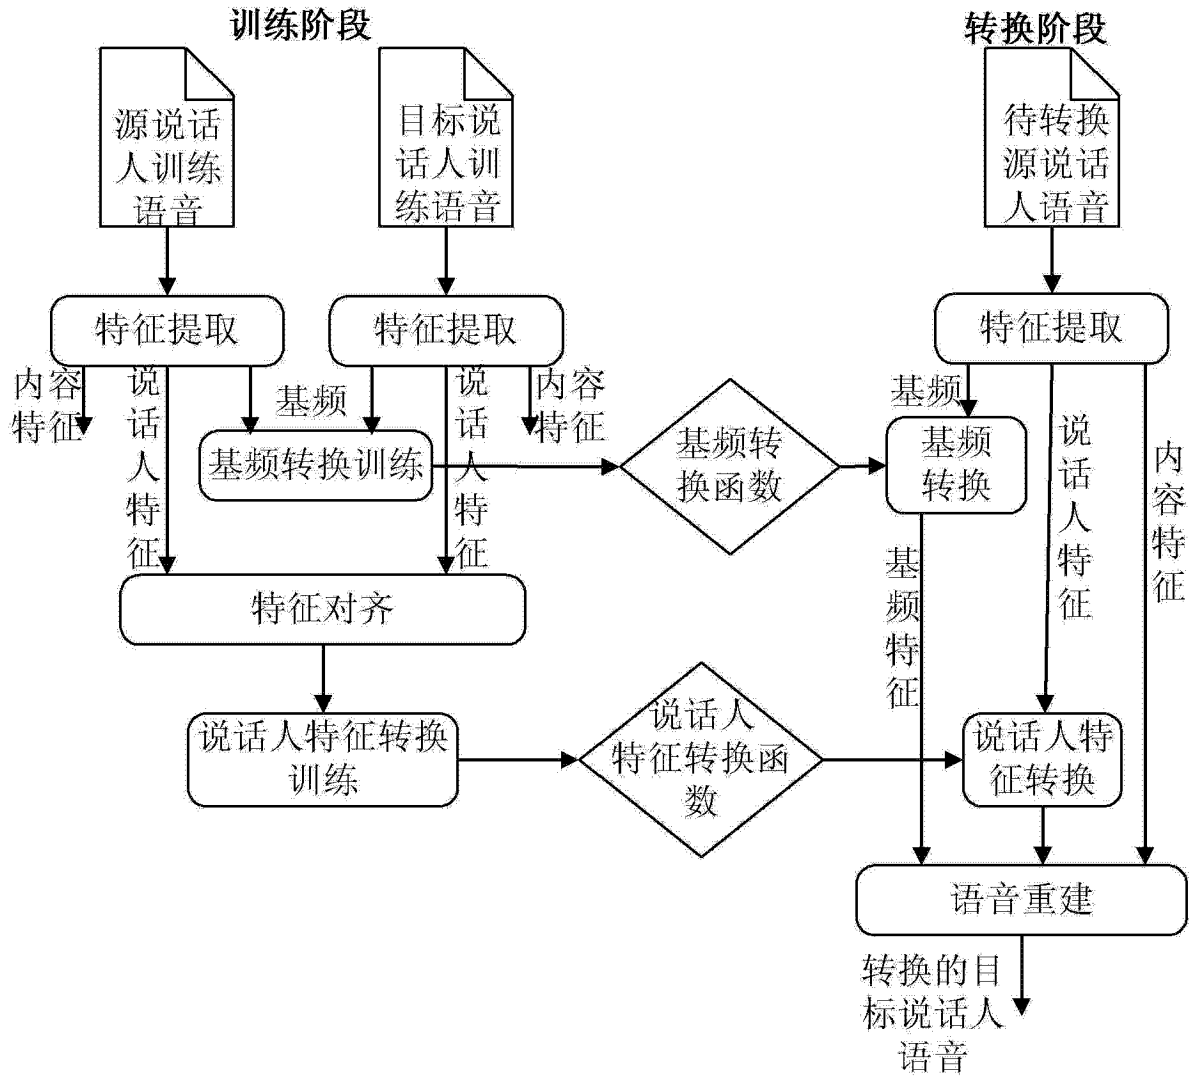 训练阶段
转换阶段
源说话
人训练
语音
目标说
话人训
练语音
待转换
源说话
人语音
特征提取
特征提取
特征提取
内容
特征
说话人特征
基频
说话人特征
内容
特征
基频
说话人特征
内容特征
基频转换训练
基频转
换函数
基频
转换
基频特征
特征对齐
说话人特征转换
训练
说话人
特征转换函
数
说话人特
征转换
语音重建
转换的目
标说话人
语音